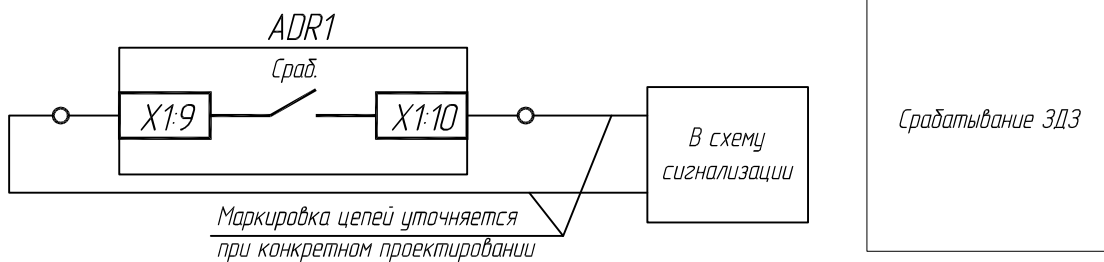 ADR1
Сраб.
X1:9
X1:10
В схему
сигнализации
Срабатывание ЗДЗ
Маркировка цепей уточняется
при конкретном проектировании